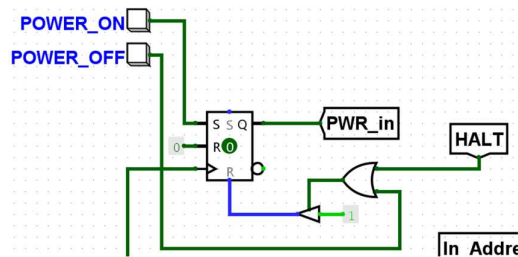 POWER_ON
POWER_OFF
S S Q
PWR_in
0 R 0
HALT
R
1
In Addre